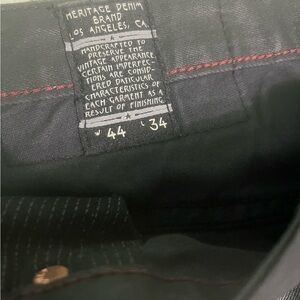 HERITAGE DENIM
BRAND
LOS ANGELES, CA.
HANDCRAFTED TO
PRESERVE THE
VINTAGE APPEARANCE
CERTAIN IMPERFEC-
TIONS ARE CONSID-
ERED PATICULAR
CHARACTERISTICS OF
EACH GARMENT AS A
RESULT OF FINISHING
W 44 L 34